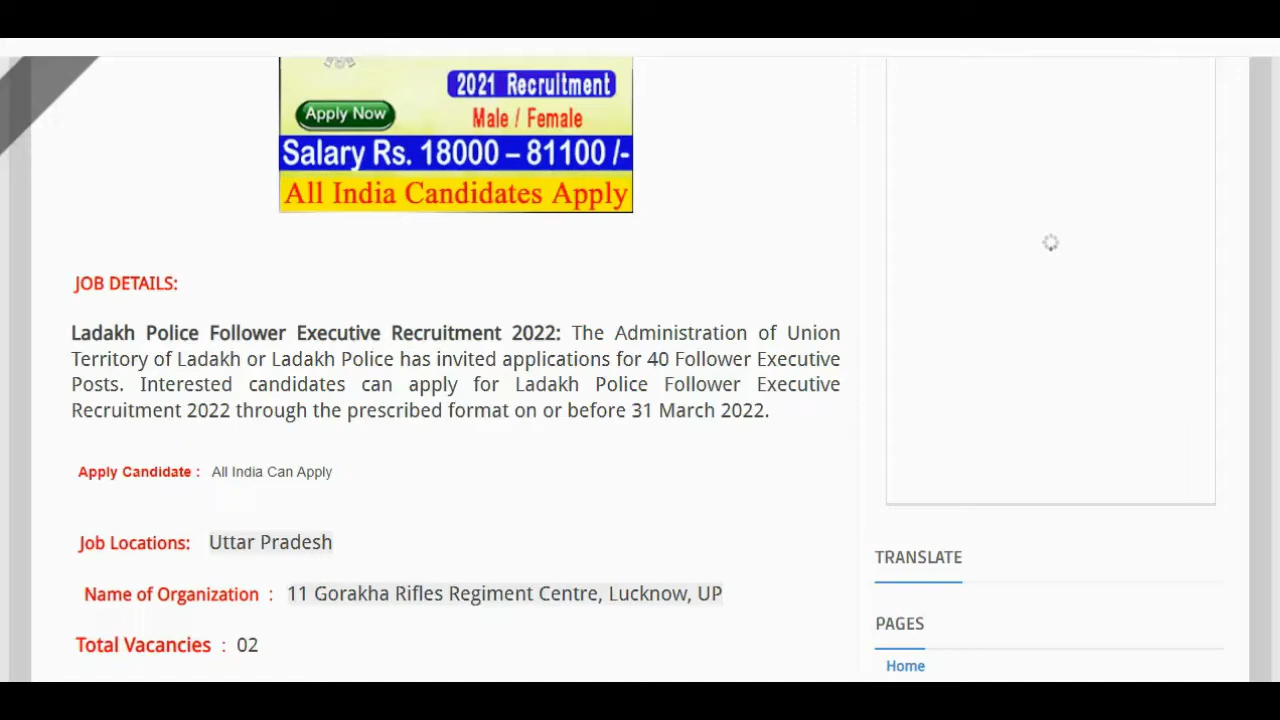 2021 Recruitment
Apply Now
Male / Female
Salary Rs. 18000 – 81100 /-
All India Candidates Apply
JOB DETAILS:
Ladakh Police Follower Executive Recruitment 2022: The Administration of Union
Territory of Ladakh or Ladakh Police has invited applications for 40 Follower Executive
Posts. Interested candidates can apply for Ladakh Police Follower Executive
Recruitment 2022 through the prescribed format on or before 31 March 2022.
Apply Candidate : All India Can Apply
Job Locations: Uttar Pradesh
Name of Organization : 11 Gorakha Rifles Regiment Centre, Lucknow, UP
Total Vacancies : 02
TRANSLATE
PAGES
Home